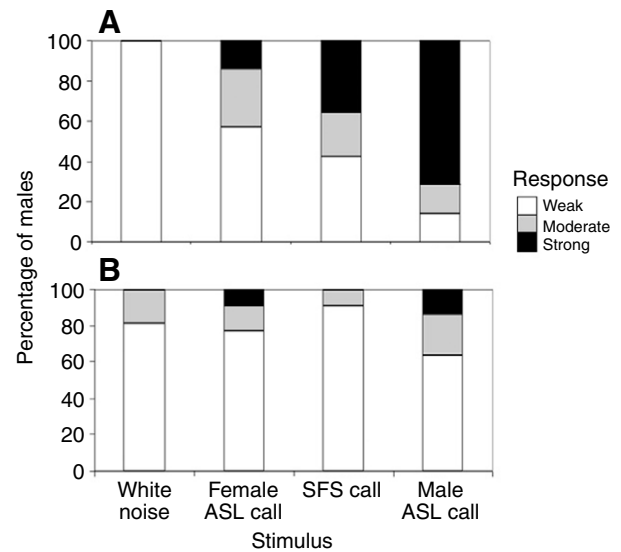 A
100
80
60
40
20
0
B
100
80
60
40
20
0
Percentage of males
White
noise
Female
ASL call
SFS call
Male
ASL call
Stimulus
Response
Weak
Moderate
Strong